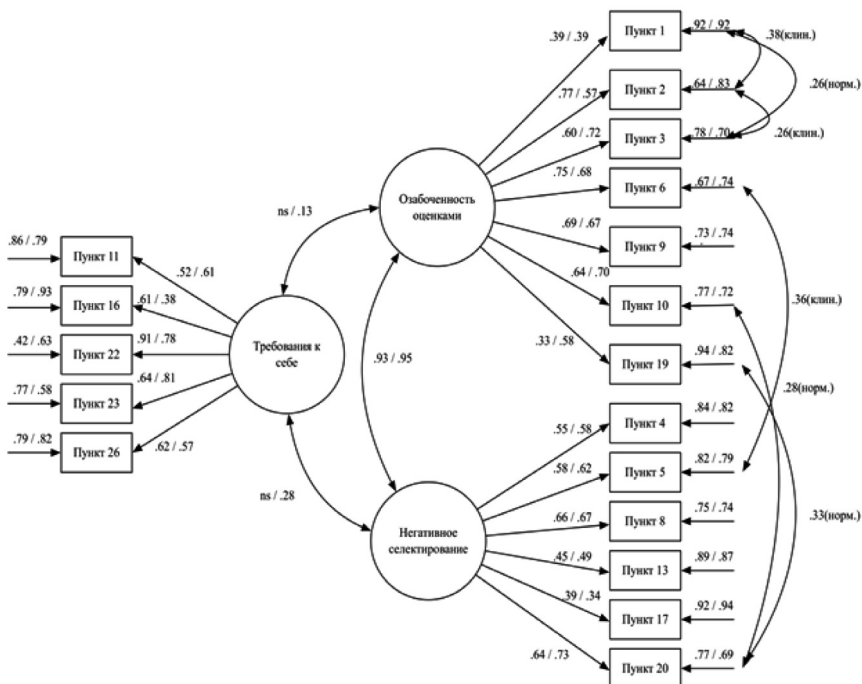 .39 / .39
Пункт 1
.92 / .92
.38(клин.)
.77 / .57
Пункт 2
.64 / .83
.26(норм.)
.60 / .72
Пункт 3
.78 / .70
.26(клин.)
.75 / .68
Пункт 6
.67 / .74
Озабоченность
оценками
ns / .13
.69 / .67
Пункт 9
.73 / .74
.86 / .79
Пункт 11
.52 / .61
.64 / .70
Пункт 10
.77 / .72
.36(клин.)
.79 / .93
Пункт 16
.61 / .38
.42 / .63
Пункт 22
.91 / .78
Требования к
себе
.93 / .95
.33 / .58
Пункт 19
.94 / .82
.77 / .58
Пункт 23
.64 / .81
.28(норм.)
.79 / .82
Пункт 26
.62 / .57
.55 / .58
Пункт 4
.84 / .82
.58 / .62
Пункт 5
.82 / .79
ns / .28
.66 / .67
Пункт 8
.75 / .74
.33(норм.)
Негативное
селектирование
.45 / .49
Пункт 13
.89 / .87
.39 / .34
Пункт 17
.92 / .94
.64 / .73
Пункт 20
.77 / .69